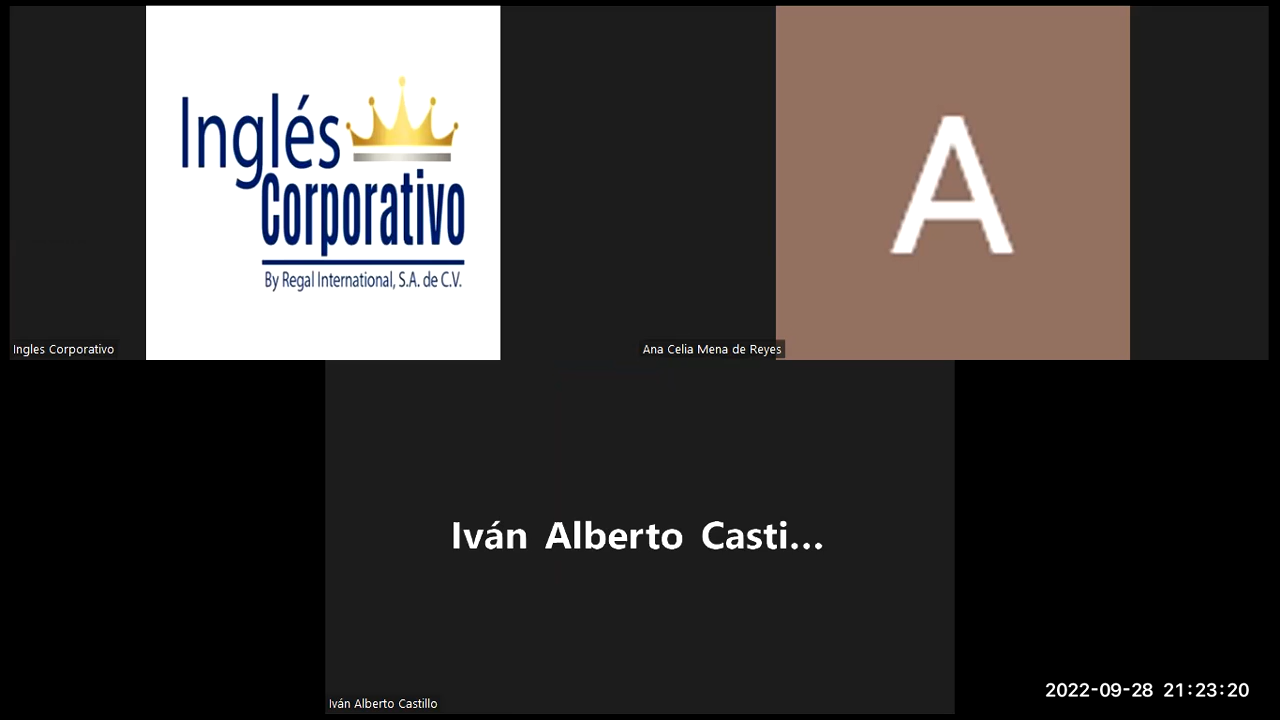 Inglés
Corporativo
By Regal International, S.A. de C.V.
Ingles Corporativo
A
Ana Celia Mena de Reyes
Iván Alberto Casti...
Iván Alberto Castillo
2022-09-28 21:23:20